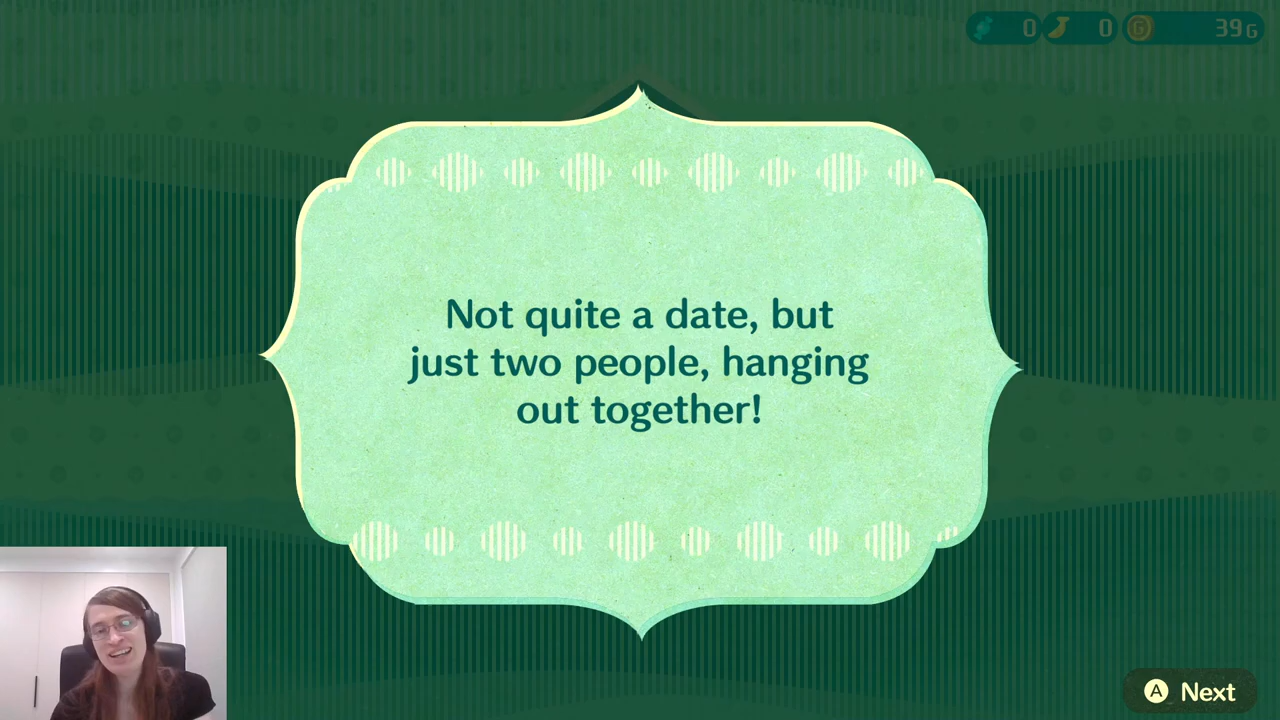 0 0 G 39G
Not quite a date, but
just two people, hanging
out together!
A Next